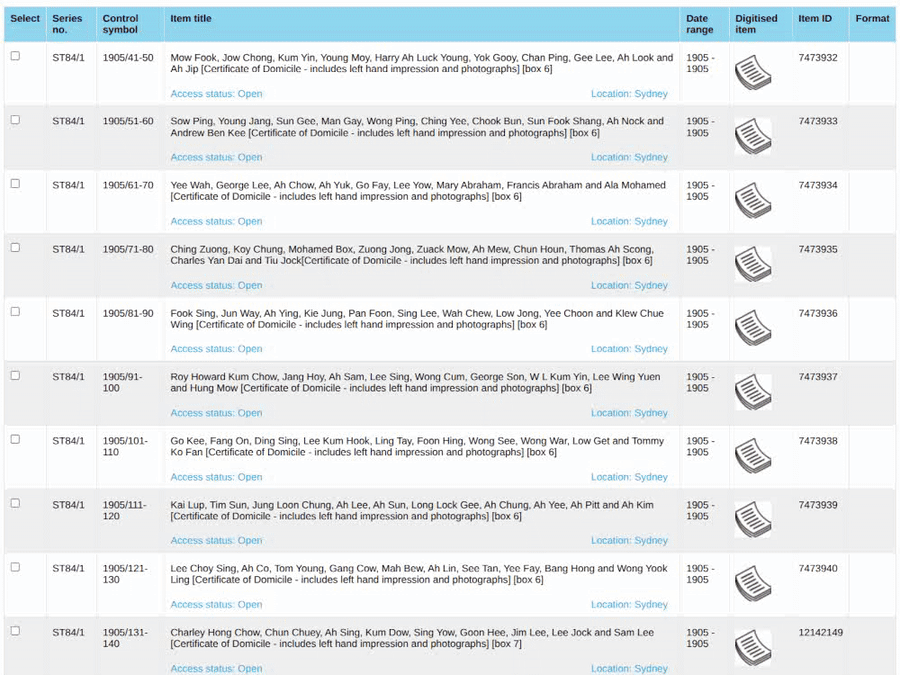 Select Series no. Control symbol Item title Date range Digitised item Item ID Format
ST84/1 1905/41-50 Mow Fook, Jow Chong, Kum Yin, Young Moy, Harry Ah Luck Young, Yok Gooy, Chan Ping, Gee Lee, Ah Look and 1905 - 7473932
Ah Jip [Certificate of Domicile - includes left hand impression and photographs] [box 6] 1905
Access status: Open Location: Sydney
ST84/1 1905/51-60 Sow Ping, Young Jang, Sun Gee, Man Gay, Wong Ping, Ching Yee, Chook Bun, Sun Fook Shang, Ah Nock and 1905 - 7473933
Andrew Ben Kee [Certificate of Domicile - includes left hand impression and photographs] [box 6] 1905
Access status: Open Location: Sydney
ST84/1 1905/61-70 Yee Wah, George Lee, Ah Chow, Ah Yuk, Go Fay, Lee Yow, Mary Abraham, Francis Abraham and Ala Mohamed 1905 - 7473934
[Certificate of Domicile - includes left hand impression and photographs] [box 6] 1905
Access status: Open Location: Sydney
ST84/1 1905/71-80 Ching Zuong, Koy Chung, Mohamed Box, Zuong Jong, Zuack Mow, Ah Mew, Chun Houn, Thomas Ah Scong, 1905 - 7473935
Charles Yan Dai and Tiu Jock[Certificate of Domicile - includes left hand impression and photographs] [box 6] 1905
Access status: Open Location: Sydney
ST84/1 1905/81-90 Fook Sing, Jun Way, Ah Ying, Kie Jung, Pan Foon, Sing Lee, Wah Chew, Low Jong, Yee Choon and Klew Chue 1905 - 7473936
Wing [Certificate of Domicile - includes left hand impression and photographs] [box 6] 1905
Access status: Open Location: Sydney
ST84/1 1905/91- Roy Howard Kum Chow, Jang Hoy, Ah Sam, Lee Sing, Wong Cum, George Son, W L Kum Yin, Lee Wing Yuen 1905 - 7473937
100 and Hung Mow [Certificate of Domicile - includes left hand impression and photographs] [box 6] 1905
Access status: Open Location: Sydney
ST84/1 1905/101- Go Kee, Fang On, Ding Sing, Lee Kum Hook, Ling Tay, Foon Hing, Wong See, Wong War, Low Get and Tommy 1905 - 7473938
110 Ko Fan [Certificate of Domicile - includes left hand impression and photographs] [box 6] 1905
Access status: Open Location: Sydney
ST84/1 1905/111- Kai Lup, Tim Sun, Jung Loon Chung, Ah Lee, Ah Sun, Long Lock Gee, Ah Chung, Ah Yee, Ah Pitt and Ah Kim 1905 - 7473939
120 [Certificate of Domicile - includes left hand impression and photographs] [box 6] 1905
Access status: Open Location: Sydney
ST84/1 1905/121- Lee Choy Sing, Ah Co, Tom Young, Gang Cow, Mah Bew, Ah Lin, See Tan, Yee Fay, Bang Hong and Wong Yook 1905 - 7473940
130 Ling [Certificate of Domicile - includes left hand impression and photographs] [box 6] 1905
Access status: Open Location: Sydney
ST84/1 1905/131- Charley Hong Chow, Chun Chuey, Ah Sing, Kum Dow, Sing Yow, Goon Hee, Jim Lee, Lee Jock and Sam Lee 1905 - 12142149
140 [Certificate of Domicile - includes left hand impression and photographs] [box 7] 1905
Access status: Open Location: Sydney